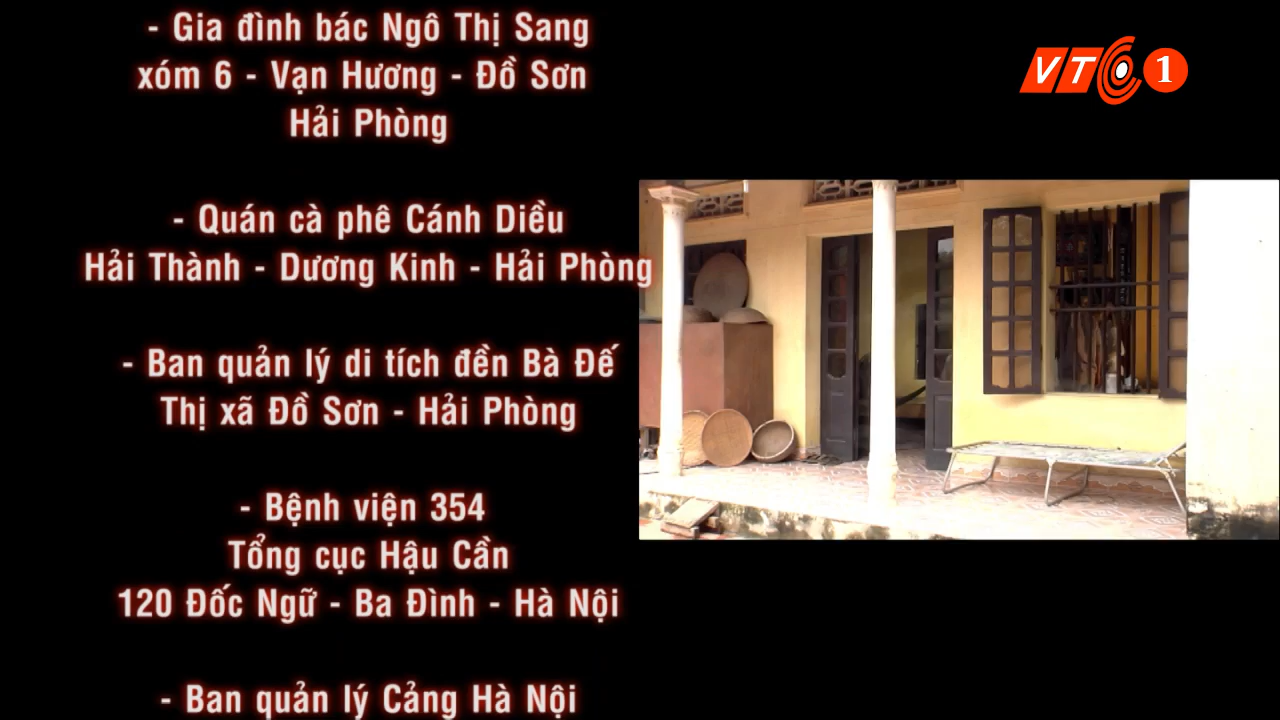 - Gia đình bác Ngô Thị Sang
xóm 6 - Vạn Hương - Đồ Sơn
Hải Phòng
- Quán cà phê Cánh Diều
Hải Thành - Dương Kinh - Hải Phòng
- Ban quản lý di tích đền Bà Đế
Thị xã Đồ Sơn - Hải Phòng
- Bệnh viện 354
Tổng cục Hậu Cần
120 Đốc Ngữ - Ba Đình - Hà Nội
- Ban quản lý Cảng Hà Nội
VTC 1